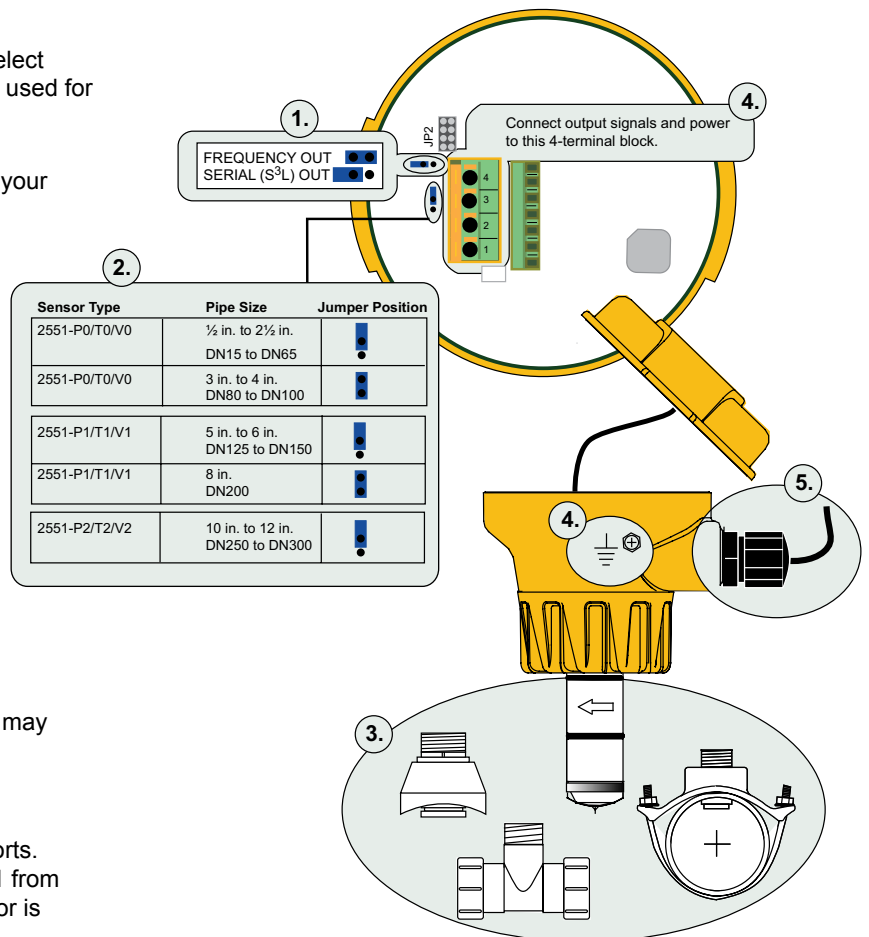 elect
used for
your
1.
FREQUENCY OUT
SERIAL (S³L) OUT
JP2
4.
Connect output signals and power
to this 4-terminal block.
4
3
2
1
2.
Sensor Type Pipe Size Jumper Position
2551-P0/T0/V0 ½ in. to 2½ in.
DN15 to DN65
2551-P0/T0/V0 3 in. to 4 in.
DN80 to DN100
2551-P1/T1/V1 5 in. to 6 in.
DN125 to DN150
2551-P1/T1/V1 8 in.
DN200
2551-P2/T2/V2 10 in. to 12 in.
DN250 to DN300
4.
5.
may
3.
orts.
from
or is